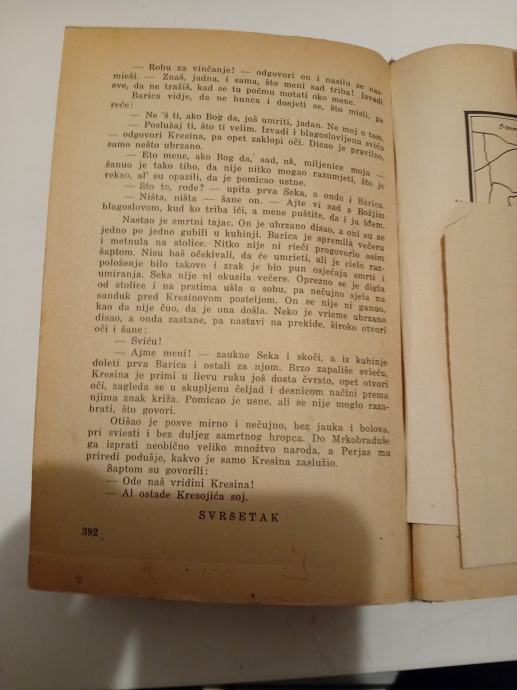 — Robu za vinčanje! — odgovori on i nasilu se nas-
mieši. — Znaš, jadna, i sama, što meni sad triba! Izvadi
sve, da ne tražiš, kad se tu počmu motati oko mene.
Barica vidje, da ne bunca i dosjeti se, što misli, pa
reče:
— Ne 'š ti, ako Bog da, još umriti, jadan. Ne moj o tom,
— Poslušaj ti, što ti velim. Izvadi i blagoslovljenu sviću
— odgovori Kresina, pa opet zaklopi oči. Disao je pravilno,
samo nešto ubrzano.
— Eto mene, ako Bog da,' sad, nâ, miljenice moja —
šanuo je tako tiho, da nije nitko mogao razumjeti, što je
rekao, al' su opazili, da je pomicao ustne.
— Što to, rode? — upita prva Seka, a onda i Barica.
— Ništa, ništa — šane on. — Ajte vi sad s Božjim
blagoslovom, kud ko triba ići, a mene puštite, da i ja iđem.
Nastao je smrtni tajac. On je ubrzano disao, a oni su se
jedno po jedno gubili u kuhinji. Barica je spremila večeru
i metnula na stolice. Nitko nije ni rieči progovorio osim
šaptom. Nisu baš očekivali, da će umrieti, ali je cielo raz-
položenje bilo takovo i zrak je bio pun osjećaja smrti i
umiranja. Seka nije ni okusila večere. Oprezno se je digla
od stolice i na prstima ušla u sobu, pa nečujno sjela na
sanduk pred Kresinovom posteljom. On se nije ni ganuo,
kao da nije čuo, da je ona došla. Neko je vrieme ubrzano
disao, a onda zastane, pa nastavi na prekide, široko otvori
oči i šane:
— Sviću!
— Ajme meni! — zaukne Seka i skoči, a iz kuhinje
doleti prva Barica i ostali za njom. Brzo zapališe svieću,
Kresina je primi u lievu ruku još dosta čvrsto, opet otvori
oči, zagleda se u skupljenu čeljad i desnicom načini prema
njima znak križa. Pomicao je usne, ali se nije moglo raza-
brati, što govori.
Otišao je posve mirno i nečujno, bez jauka i bolova,
pri sviesti i bez duljeg samrtnog hropca. Do Mrkobraduše
ga izprati neobično veliko množtvo naroda, a Perjas mu
priredi podušje, kakvo je samo Kresina zaslužio.
Šaptom su govorili:
— Ode naš vridini Kresina!
— Al ostade Kresojića soj.
SVRŠETAK
392